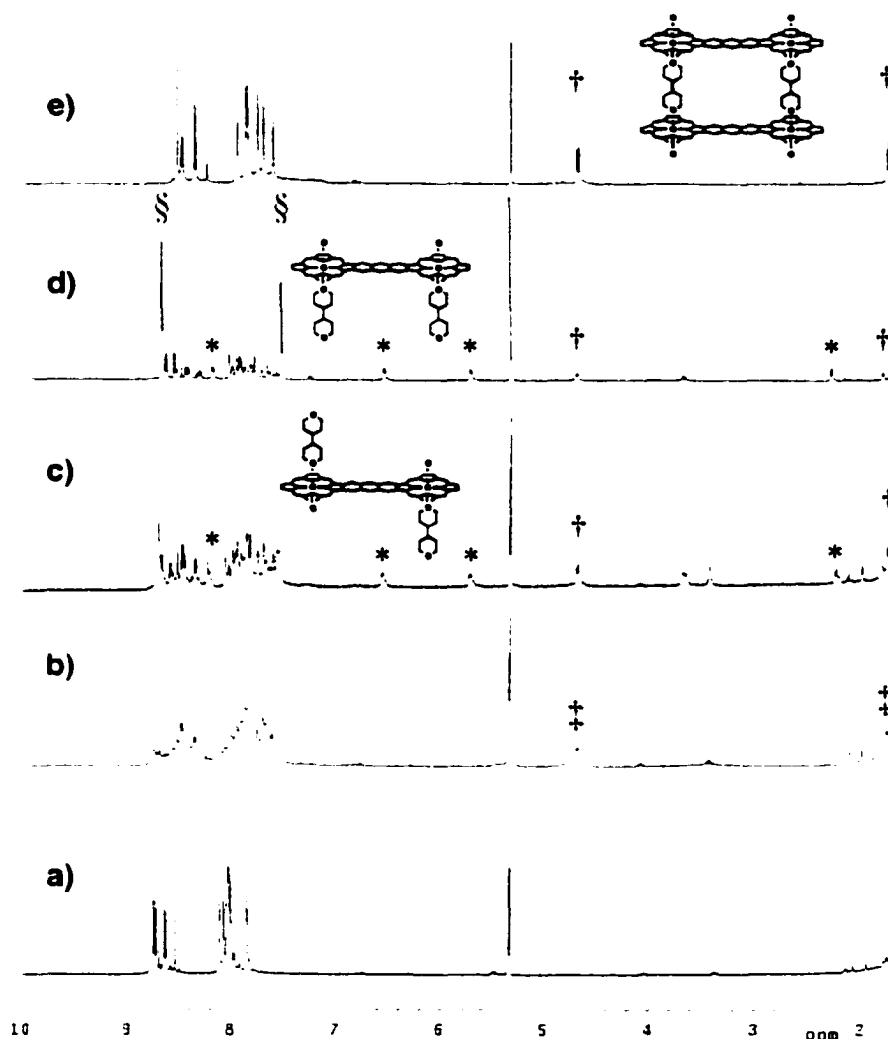 e)
† †
§ §
d)
* * * *
† †
c)
* * * *
† †
b)
‡ ‡
a)
10 9 8 7 6 5 4 3 ppm 2